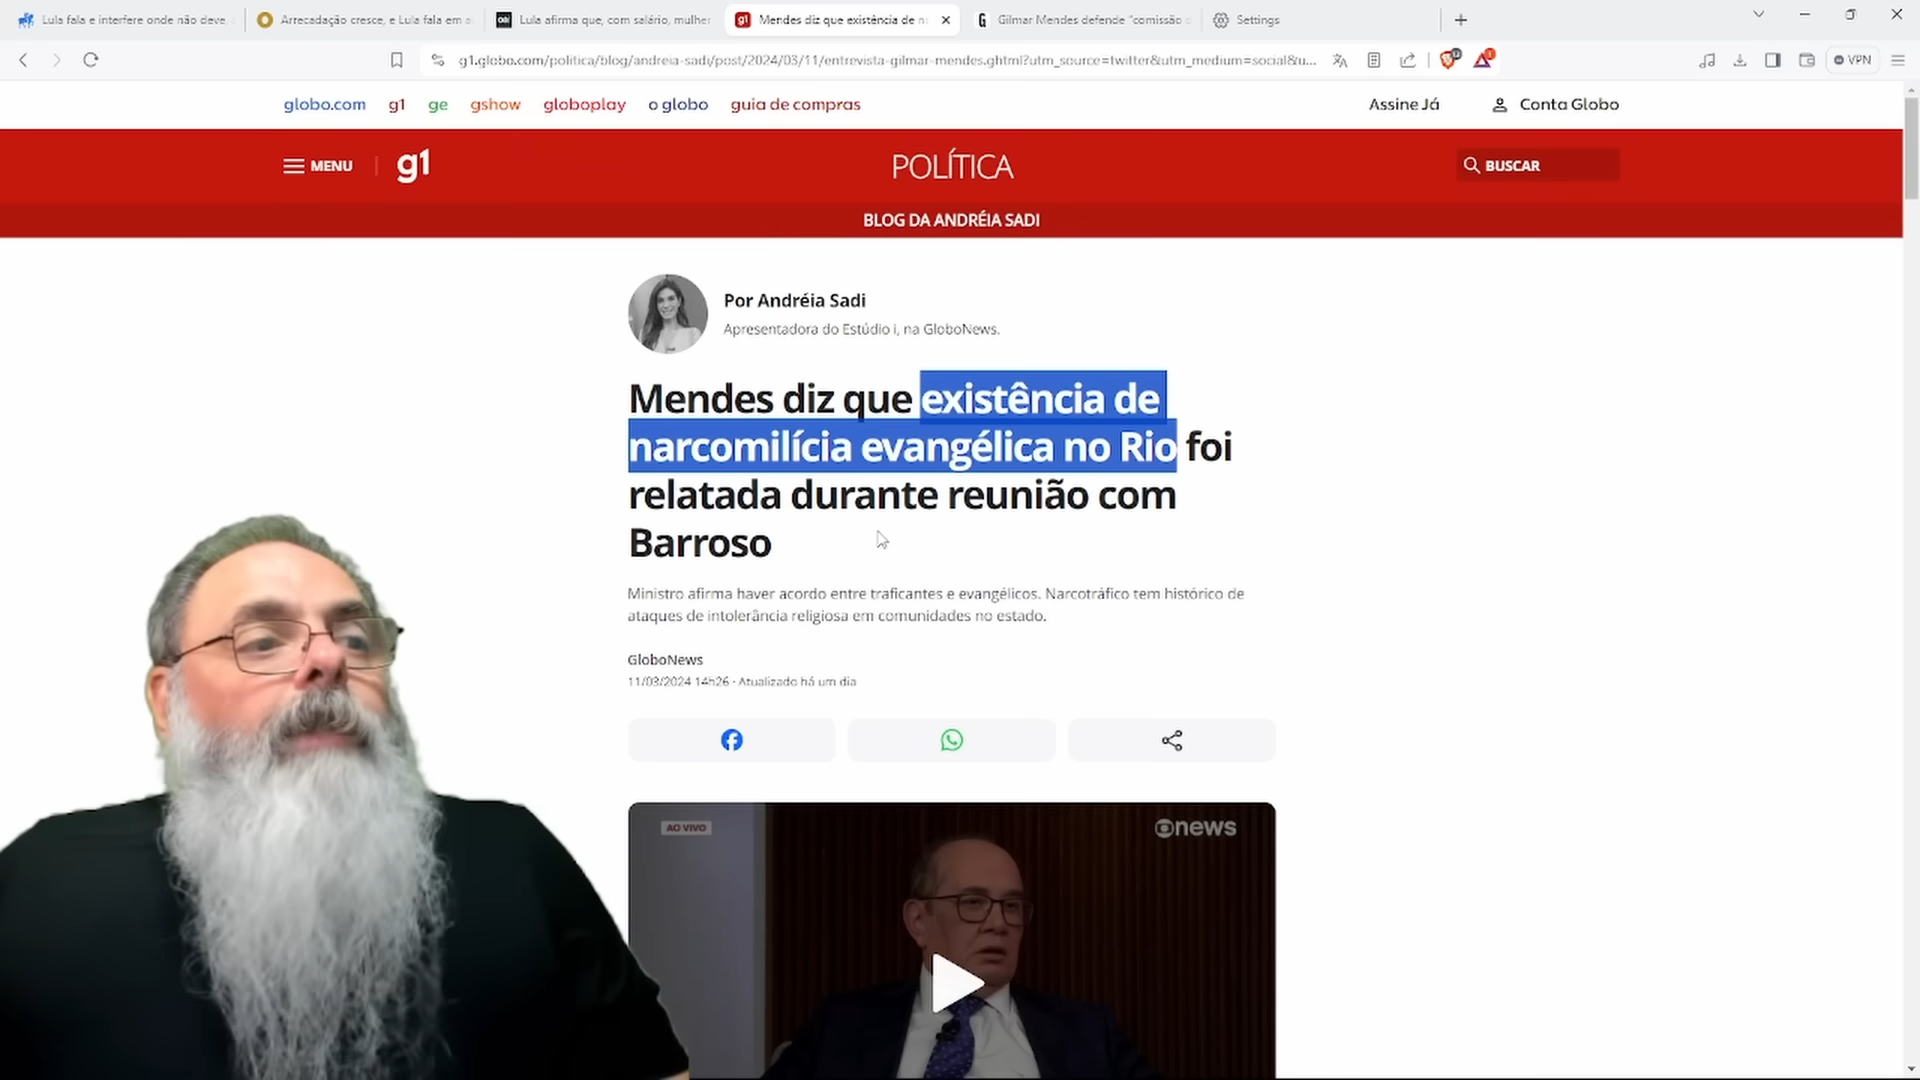 Lula fala e interfere onde não deve
Arrecadação cresce, e Lula fala em a
Lula afirma que, com salário, mulher
g1 Mendes diz que existência de n
Gilmar Mendes defende "comissão d
Settings
g1.globo.com/politica/blog/andreia-sadi/post/2024/03/11/entrevista-gilmar-mendes.ghtml?utm_source=twitter&utm_medium=social&u...
VPN
globo.com g1 ge gshow globoplay o globo guia de compras
Assine Já Conta Globo
MENU g1 POLÍTICA BUSCAR
BLOG DA ANDRÉIA SADI
Por Andréia Sadi
Apresentadora do Estúdio i, na GloboNews.
Mendes diz que existência de
narcomilícia evangélica no Rio foi
relatada durante reunião com
Barroso
Ministro afirma haver acordo entre traficantes e evangélicos. Narcotráfico tem histórico de
ataques de intolerância religiosa em comunidades no estado.
GloboNews
11/03/2024 14h26 · Atualizado há um dia
AO VIVO
news